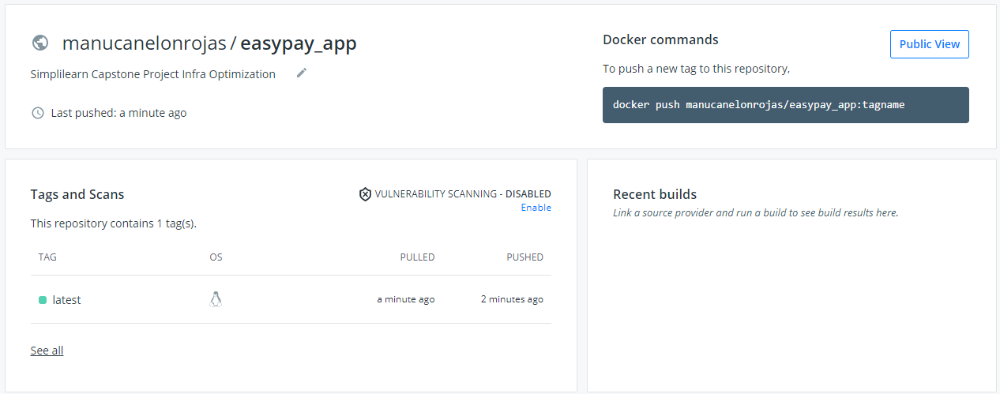 manucanelonrojas / easypay_app
Simplilearn Capstone Project Infra Optimization
Last pushed: a minute ago
Docker commands
Public View
To push a new tag to this repository,
docker push manucanelonrojas/easypay_app:tagname
Tags and Scans
VULNERABILITY SCANNING - DISABLED
Enable
This repository contains 1 tag(s).
TAG OS PULLED PUSHED
latest a minute ago 2 minutes ago
See all
Recent builds
Link a source provider and run a build to see build results here.